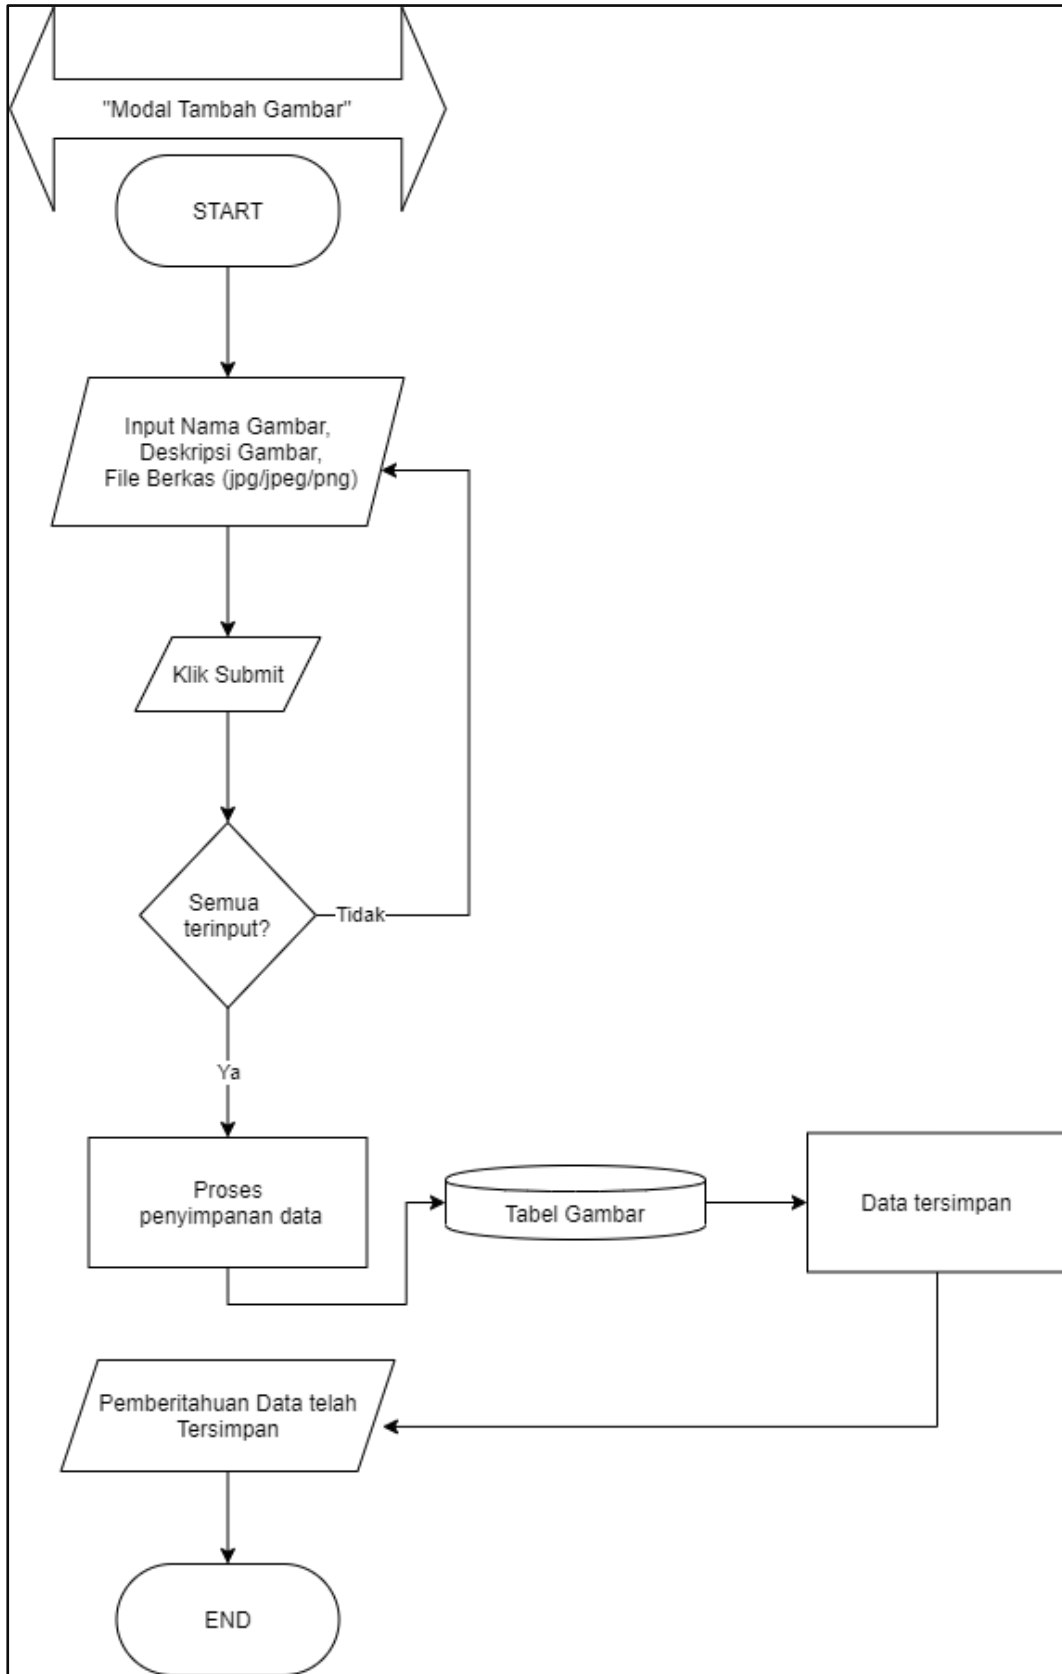 "Modal Tambah Gambar"
START
Input Nama Gambar,
Deskripsi Gambar,
File Berkas (jpg/jpeg/png)
Klik Submit
Semua
terinput?
Tidak
Ya
Proses
penyimpanan data
Tabel Gambar
Data tersimpan
Pemberitahuan Data telah
Tersimpan
END